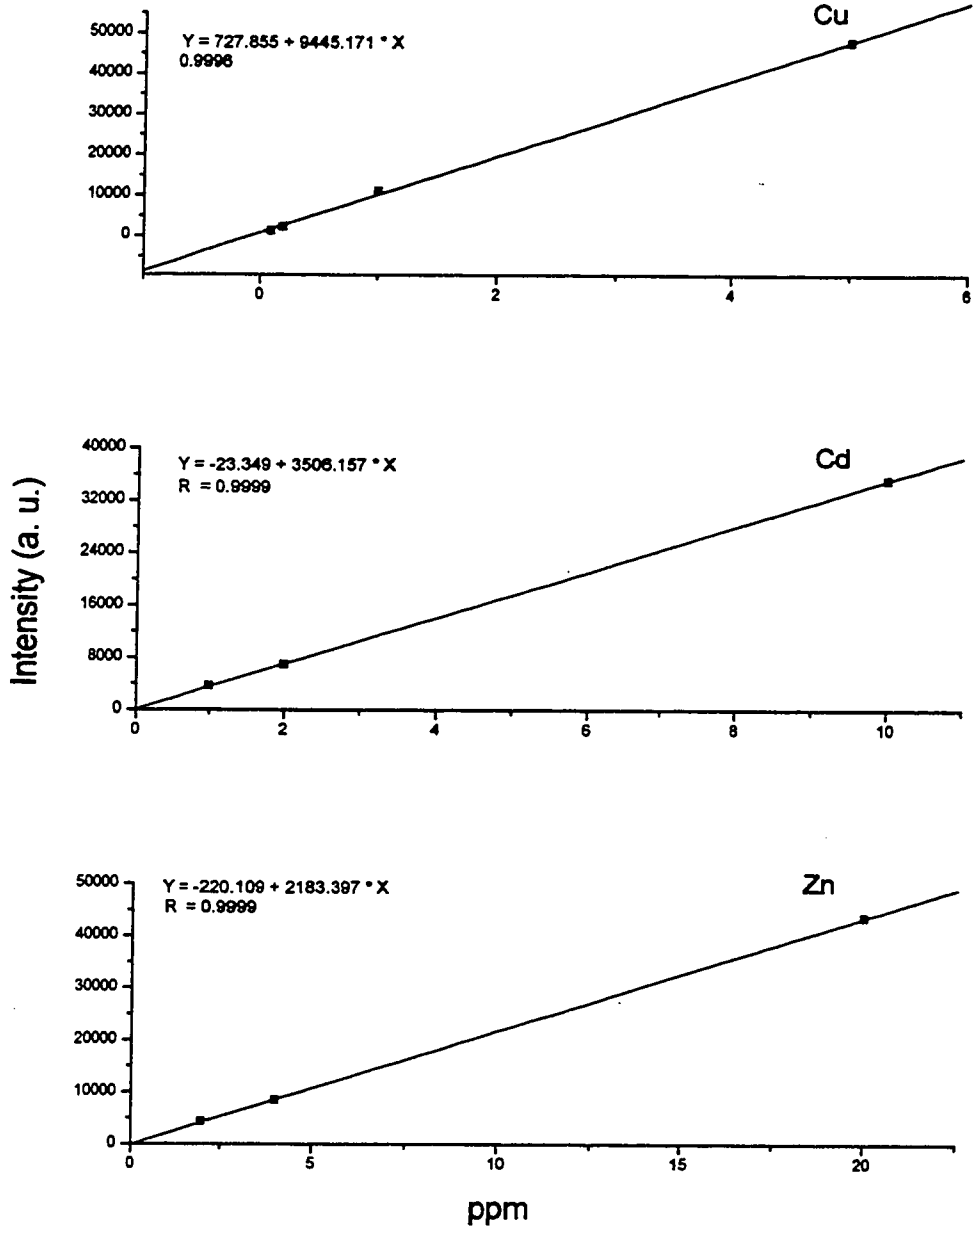 Cu
Y = 727.855 + 9445.171 * X
0.9996
50000
40000
30000
20000
10000
0
0 2 4 6
Cd
Y = -23.349 + 3506.157 * X
R = 0.9999
40000
32000
24000
16000
8000
0
0 2 4 6 8 10
Intensity (a. u.)
Zn
Y = -220.109 + 2183.397 * X
R = 0.9999
50000
40000
30000
20000
10000
0
0 5 10 15 20
ppm